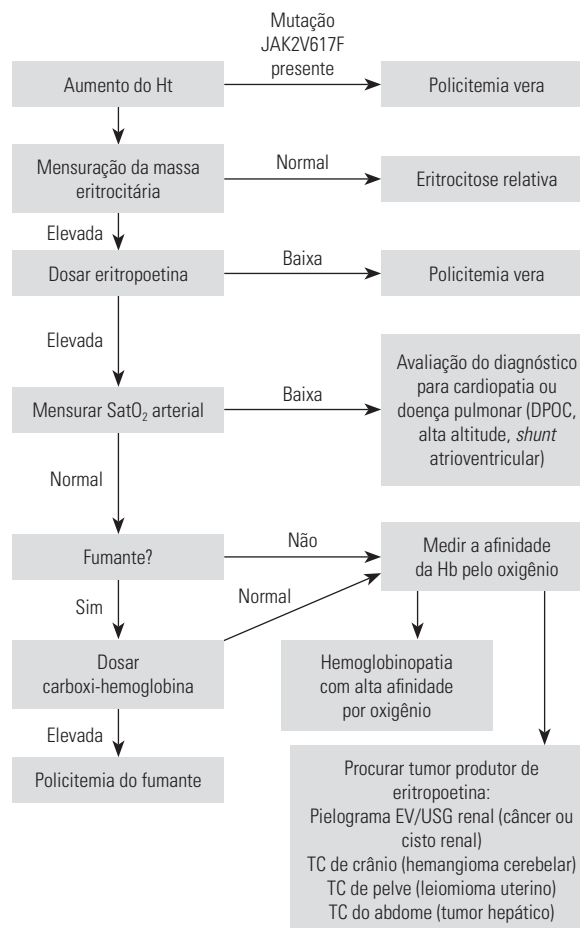 Mutação
JAK2V617F
presente
Aumento do Ht
Policitemia vera
Mensuração da massa
eritrocitária
Normal
Eritrocitose relativa
Elevada
Dosar eritropoetina
Baixa
Policitemia vera
Elevada
Mensurar SatO₂ arterial
Baixa
Avaliação do diagnóstico
para cardiopatia ou
doença pulmonar (DPOC,
alta altitude, shunt
atrioventricular)
Normal
Fumante?
Não
Medir a afinidade
da Hb pelo oxigênio
Sim
Normal
Dosar
carboxi-hemoglobina
Hemoglobinopatia
com alta afinidade
por oxigênio
Elevada
Policitemia do fumante
Procurar tumor produtor de
eritropoetina:
Pielograma EV/USG renal (câncer ou
cisto renal)
TC de crânio (hemangioma cerebelar)
TC de pelve (leiomioma uterino)
TC do abdome (tumor hepático)